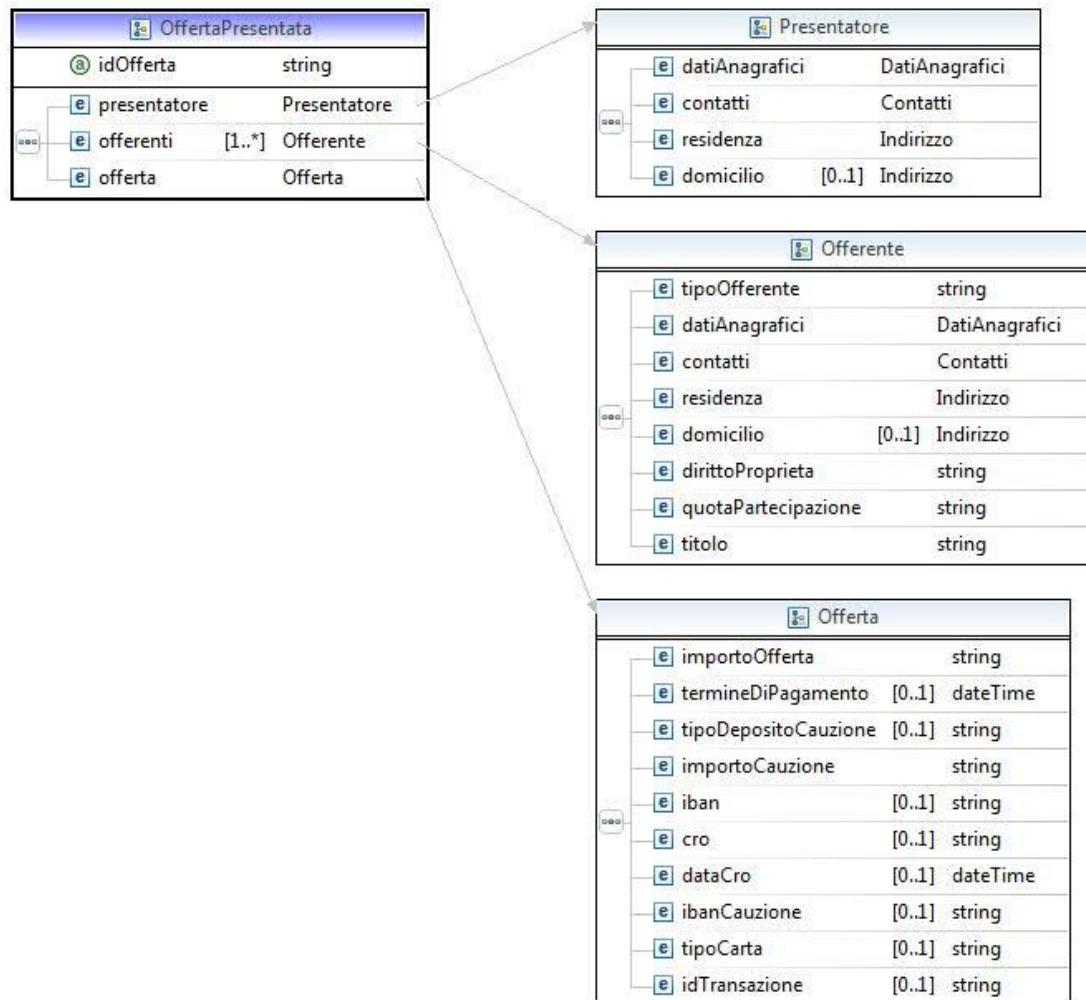 OffertaPresentata
a idOfferta string
e presentatore Presentatore
e offerenti [1..*] Offerente
e offerta Offerta
Presentatore
e datiAnagrafici DatiAnagrafici
e contatti Contatti
e residenza Indirizzo
e domicilio [0..1] Indirizzo
Offerente
e tipoOfferente string
e datiAnagrafici DatiAnagrafici
e contatti Contatti
e residenza Indirizzo
e domicilio [0..1] Indirizzo
e dirittoProprieta string
e quotaPartecipazione string
e titolo string
Offerta
e importoOfferta string
e termineDiPagamento [0..1] dateTime
e tipoDepositoCauzione [0..1] string
e importoCauzione string
e iban [0..1] string
e cro [0..1] string
e dataCro [0..1] dateTime
e ibanCauzione [0..1] string
e tipoCarta [0..1] string
e idTransazione [0..1] string